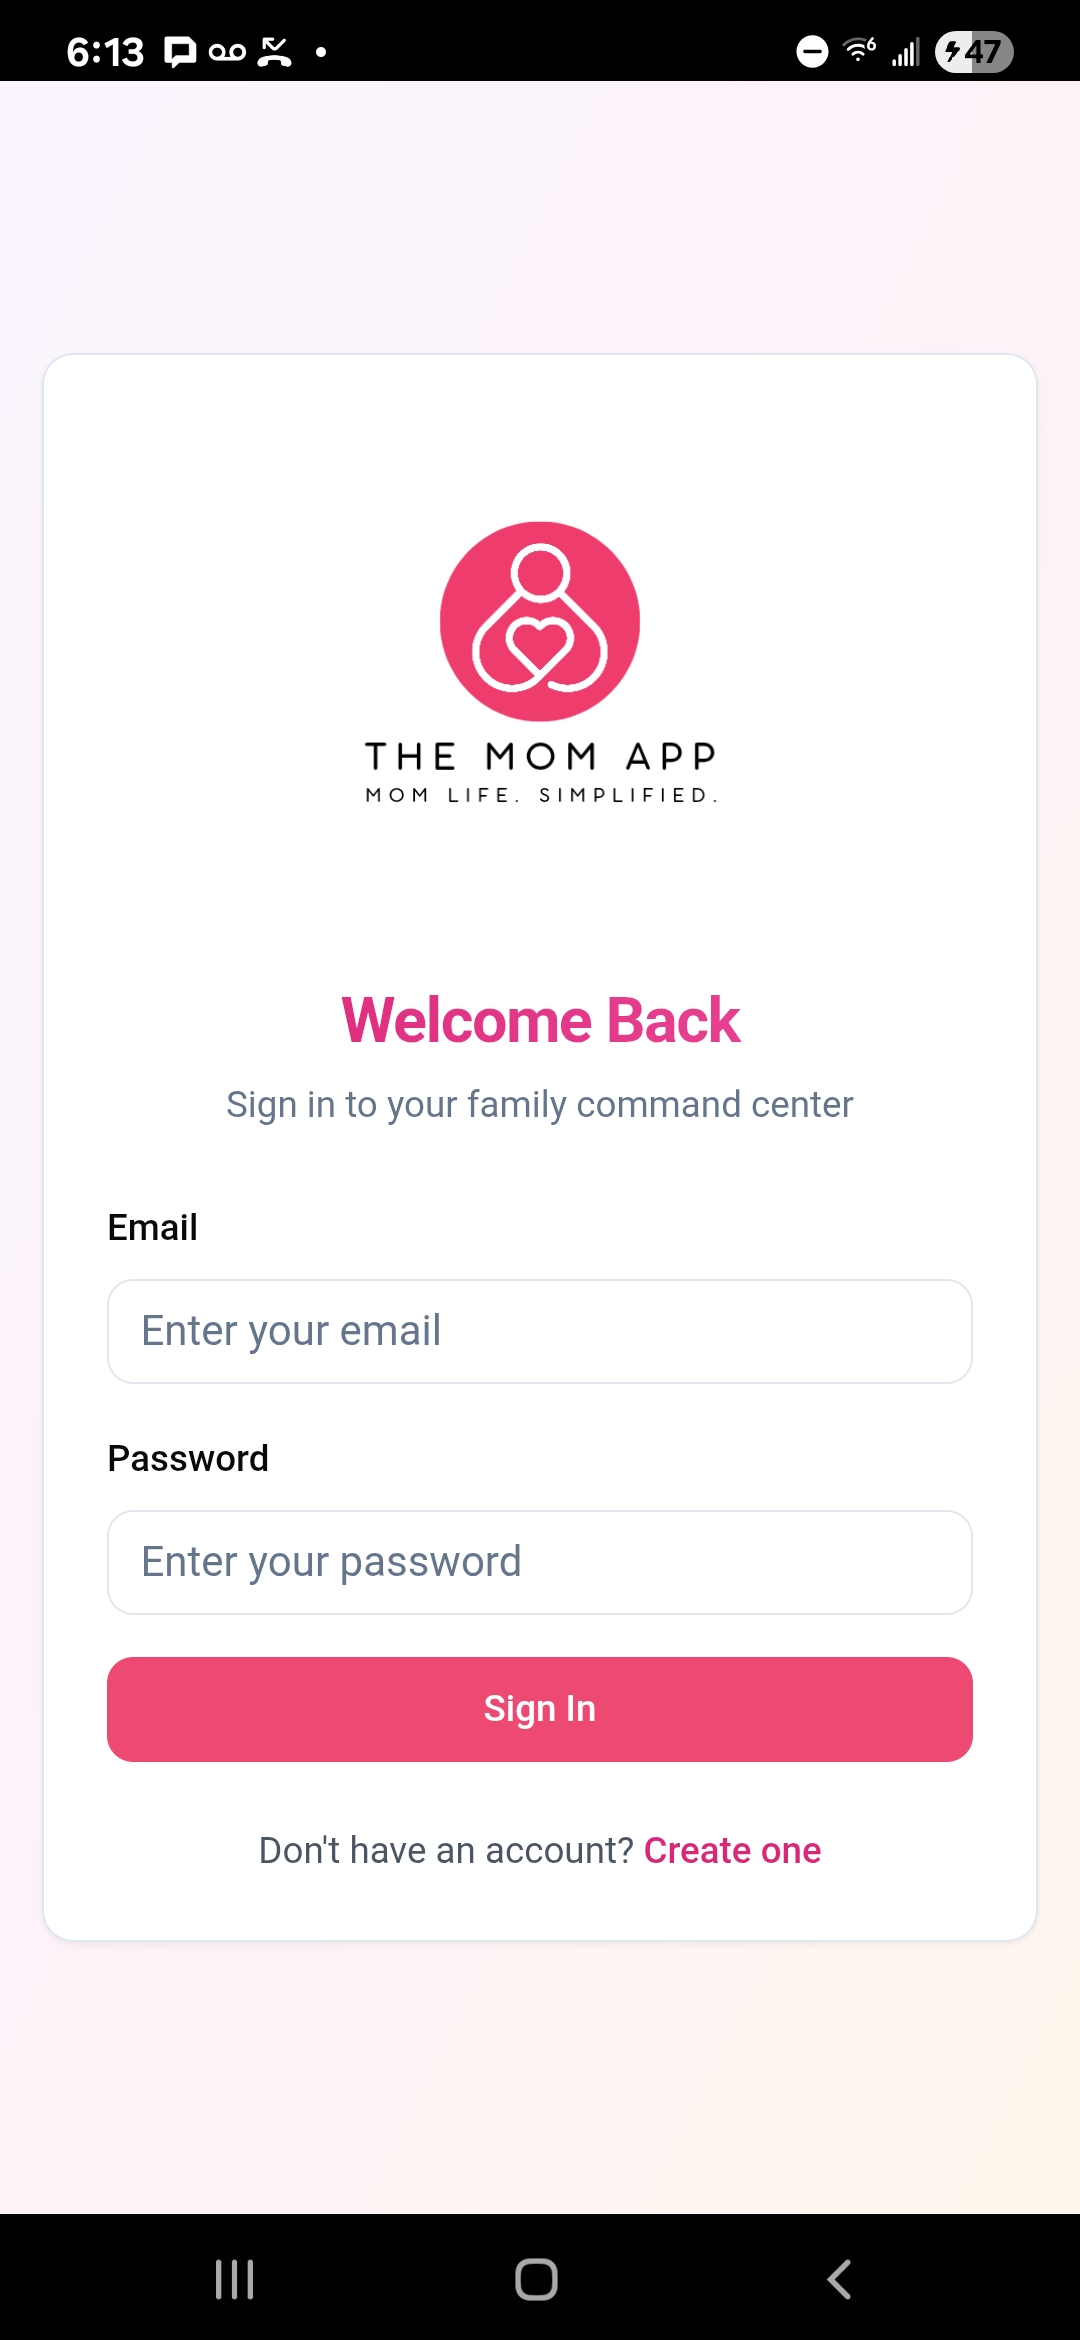 6:13
6
47
THE MOM APP
MOM LIFE. SIMPLIFIED.
Welcome Back
Sign in to your family command center
Email
Enter your email
Password
Enter your password
Sign In
Don't have an account? Create one